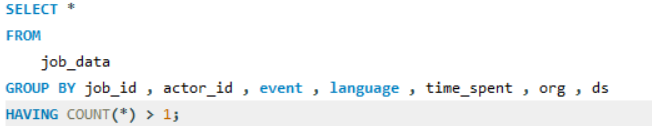 SELECT *
FROM
job_data
GROUP BY job_id , actor_id , event , language , time_spent , org , ds
HAVING COUNT(*) > 1;